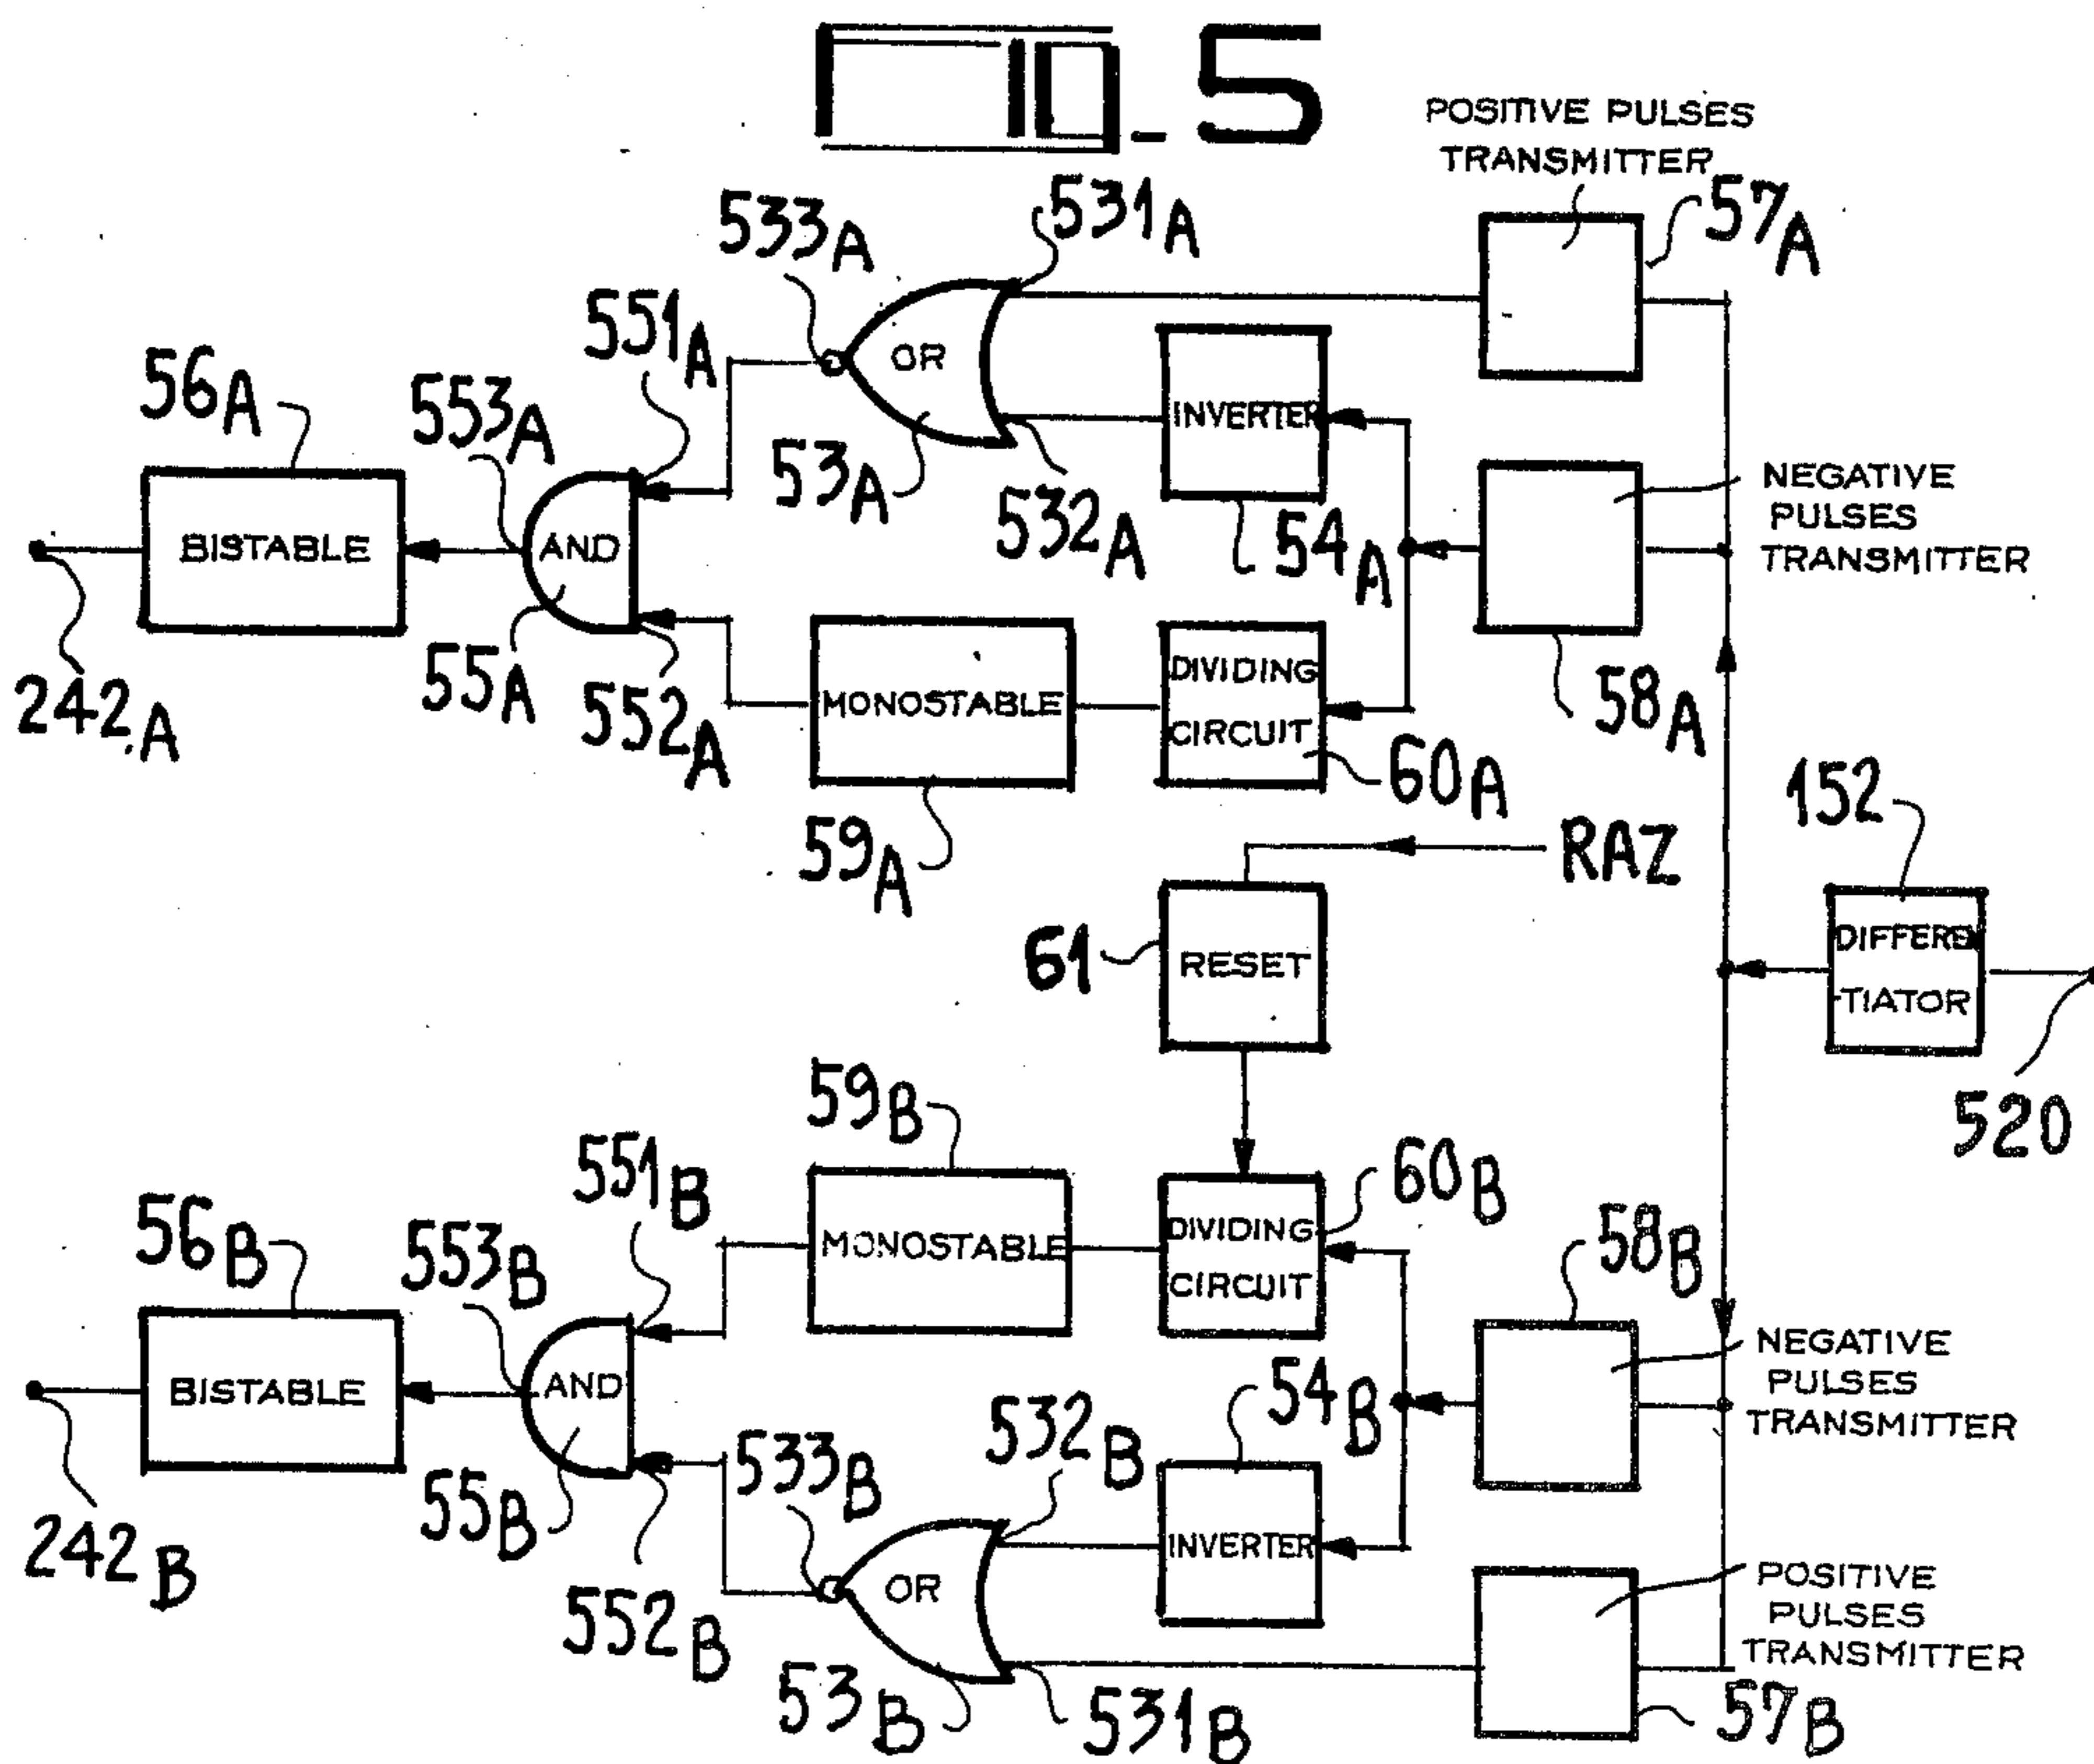 FIG_5
POSITIVE PULSES
TRANSMITTER
57A
533A
531A
551A
OR
56A
553A
INVERTER
53A
532A
NEGATIVE
PULSES
TRANSMITTER
BISTABLE
AND
54A
242A
55A
552A
MONOSTABLE
DIVIDING
CIRCUIT
58A
60A
152
59A
RAZ
61
RESET
DIFFEREN
-TIATOR
520
59B
551B
60B
56B
553B
MONOSTABLE
DIVIDING
CIRCUIT
58B
NEGATIVE
PULSES
TRANSMITTER
BISTABLE
AND
54B
532B
533B
242B
55B
552B
OR
INVERTER
POSITIVE
PULSES
TRANSMITTER
53B
531B
57B